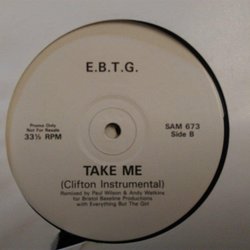 E.B.T.G.
Promo Only
Not For Resale
33⅓ RPM
SAM 673
Side B
TAKE ME
(Clifton Instrumental)
Remixed by Paul Wilson & Andy Watkins
for Bristol Baseline Productions
with Everything But The Girl